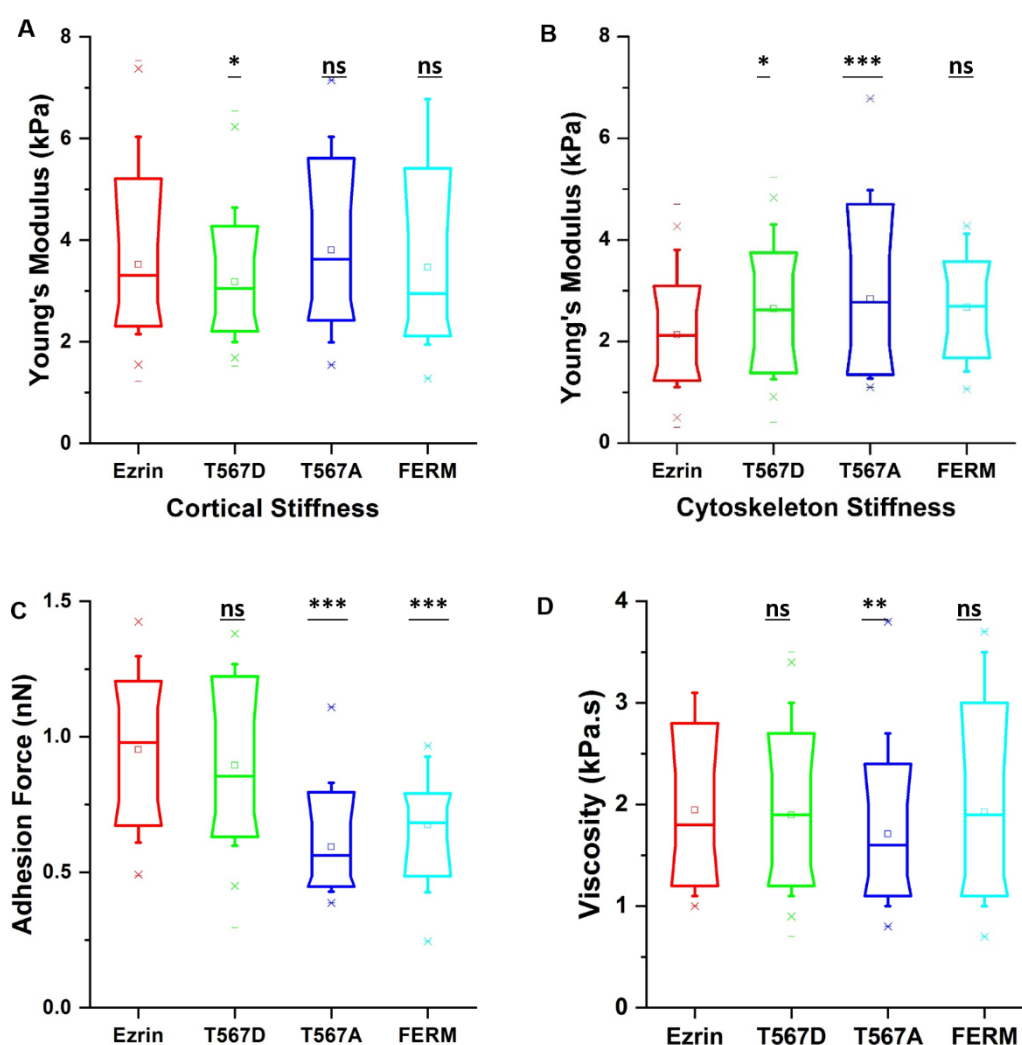 A
Young's Modulus (kPa)
8
6
4
2
0
*
ns
ns
Ezrin
T567D
T567A
FERM
Cortical Stiffness
B
Young's Modulus (kPa)
8
6
4
2
0
*
***
ns
Ezrin
T567D
T567A
FERM
Cytoskeleton Stiffness
C
Adhesion Force (nN)
1.5
1.0
0.5
0.0
ns
***
***
Ezrin
T567D
T567A
FERM
D
Viscosity (kPa.s)
4
3
2
1
0
ns
**
ns
Ezrin
T567D
T567A
FERM